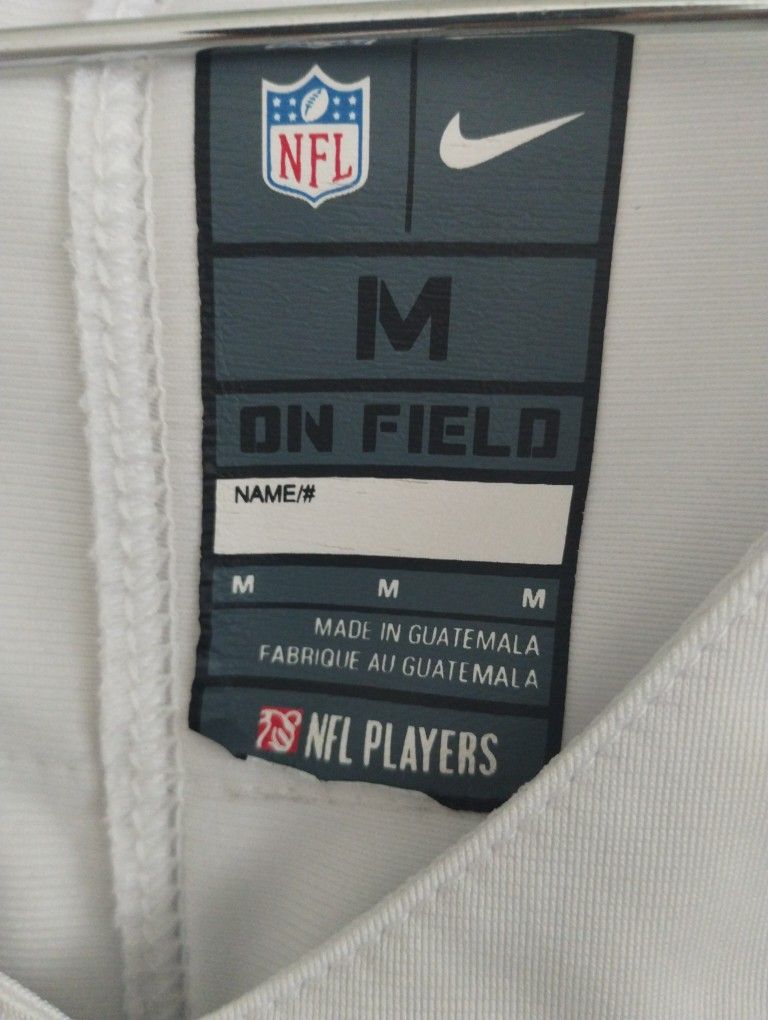 NFL
M
ON FIELD
NAME/#
M M M
MADE IN GUATEMALA
FABRIQUE AU GUATEMALA
NFL PLAYERS